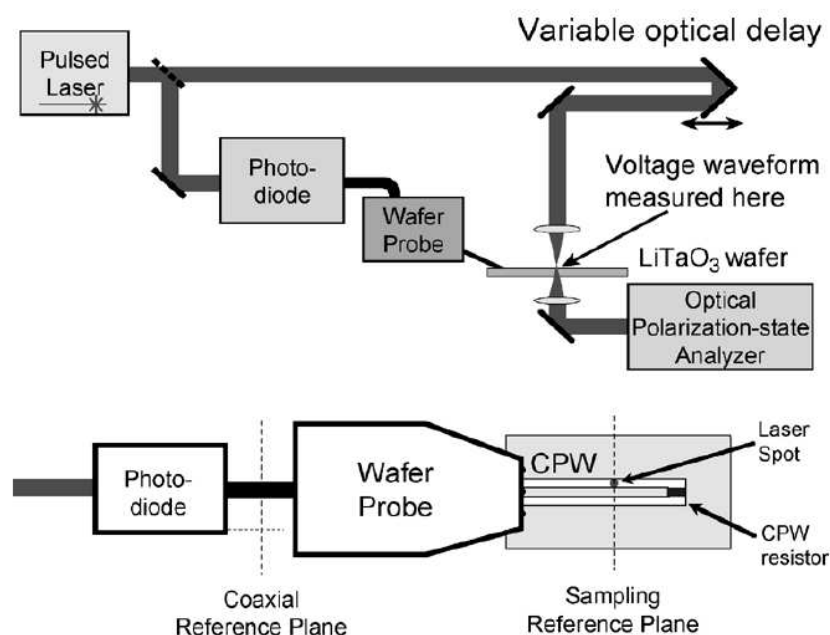 Variable optical delay
Pulsed
Laser
Photo-
diode
Wafer
Probe
Voltage waveform
measured here
LiTaO3 wafer
Optical
Polarization-state
Analyzer
Photo-
diode
Wafer
Probe
CPW
Laser
Spot
CPW
resistor
Coaxial
Reference Plane
Sampling
Reference Plane